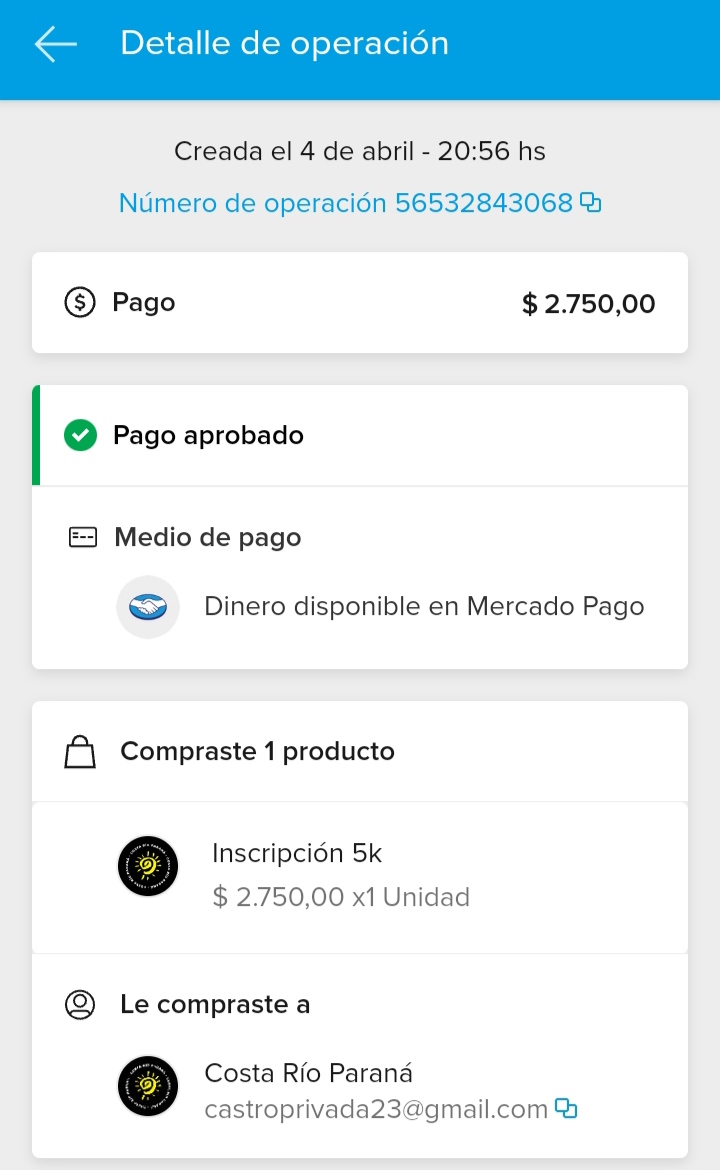 Detalle de operación
Creada el 4 de abril - 20:56 hs
Número de operación 56532843068
Pago
$ 2.750,00
Pago aprobado
Medio de pago
Dinero disponible en Mercado Pago
Compraste 1 producto
Inscripción 5k
$ 2.750,00 x1 Unidad
Le compraste a
Costa Río Paraná
castroprivada23@gmail.com